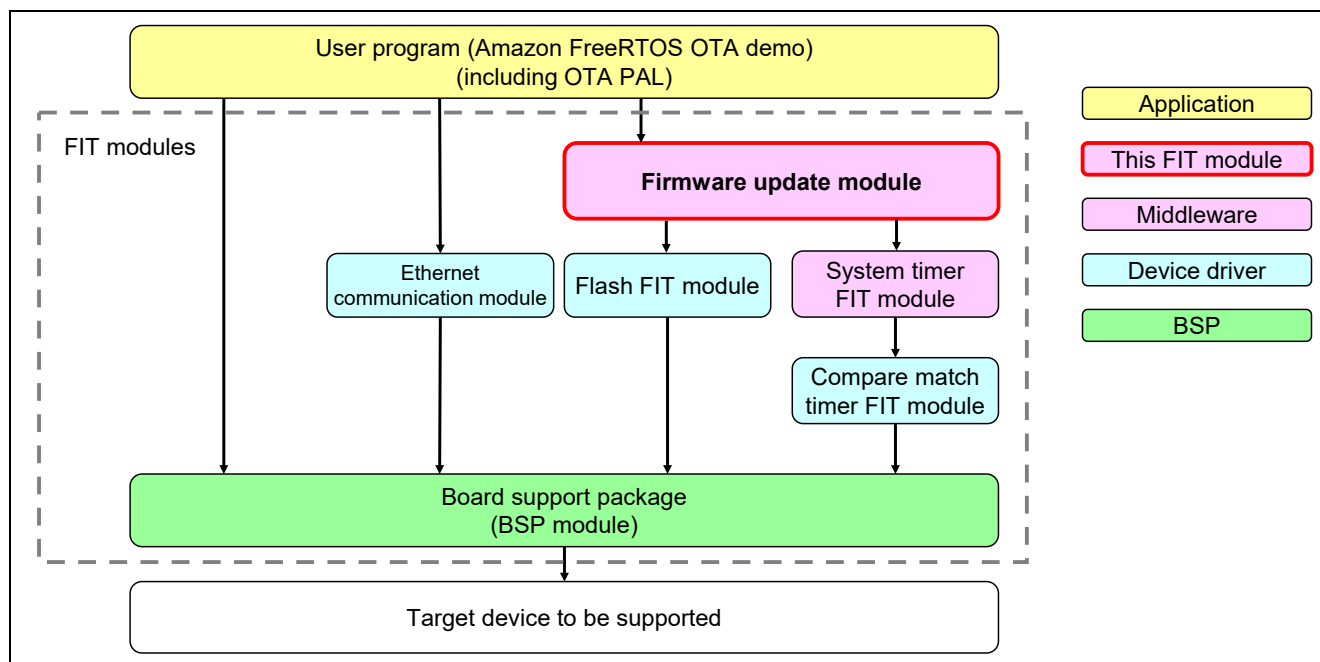 User program (Amazon FreeRTOS OTA demo)
(including OTA PAL)
FIT modules
Firmware update module
Ethernet
communication module
Flash FIT module
System timer
FIT module
Compare match
timer FIT module
Board support package
(BSP module)
Target device to be supported
Application
This FIT module
Middleware
Device driver
BSP